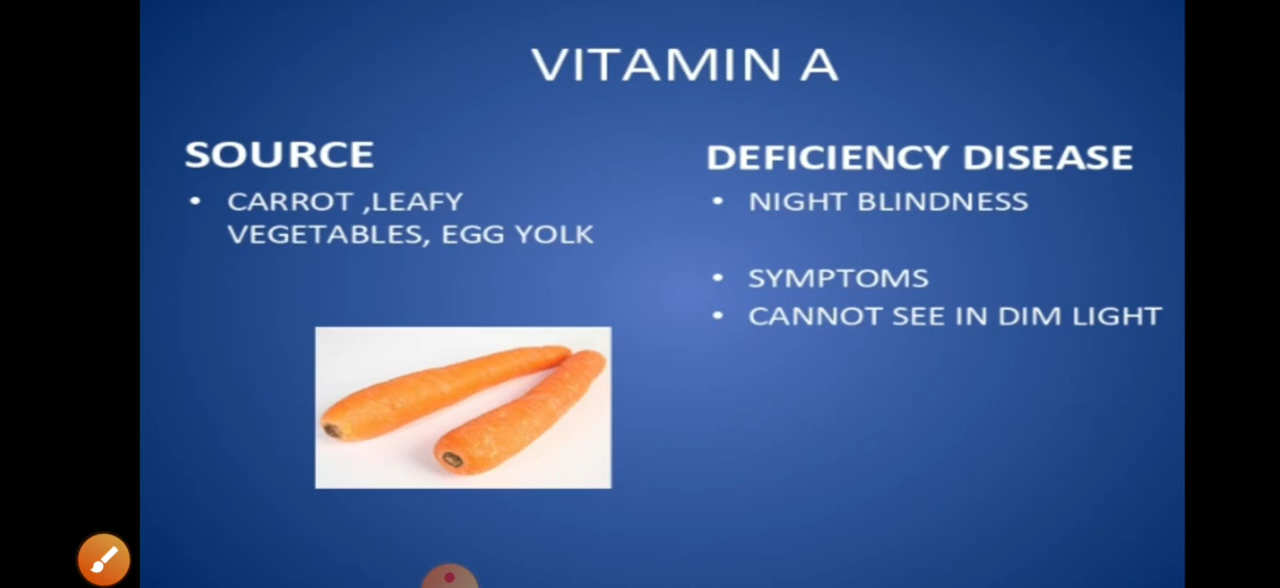 VITAMIN A
SOURCE
• CARROT ,LEAFY
VEGETABLES, EGG YOLK
DEFICIENCY DISEASE
• NIGHT BLINDNESS
• SYMPTOMS
• CANNOT SEE IN DIM LIGHT